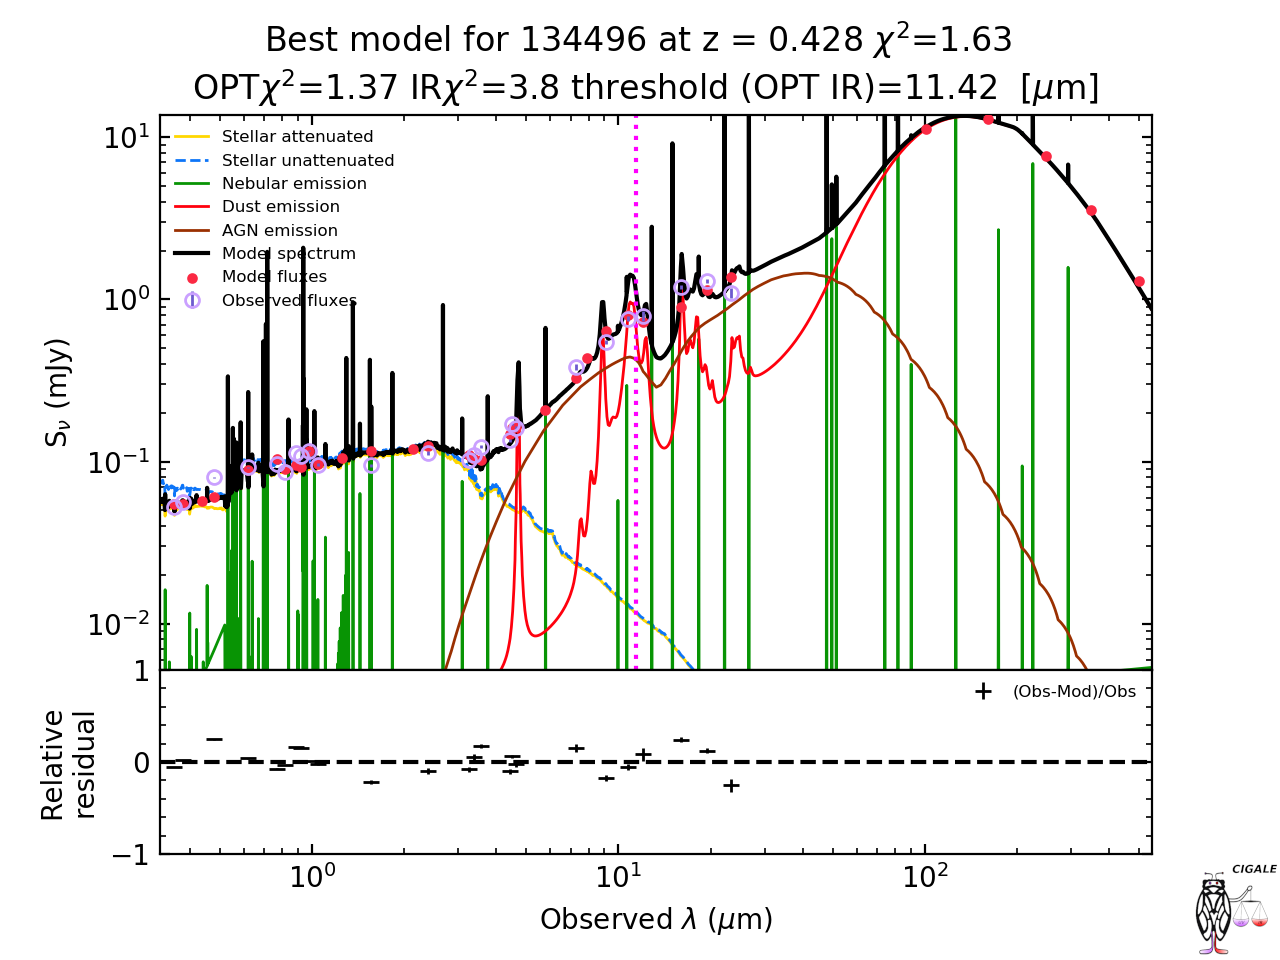 Best model for 134496 at z = 0.428 χ²=1.63
OPTχ²=1.37 IRχ²=3.8 threshold (OPT IR)=11.42 [μm]
Stellar attenuated
Stellar unattenuated
Nebular emission
Dust emission
AGN emission
Model spectrum
Model fluxes
Observed fluxes
10¹
10⁰
10⁻¹
10⁻²
S_ν (mJy)
1
0
−1
Relative
residual
(Obs-Mod)/Obs
10⁰
10¹
10²
Observed λ (μm)
CIGALE